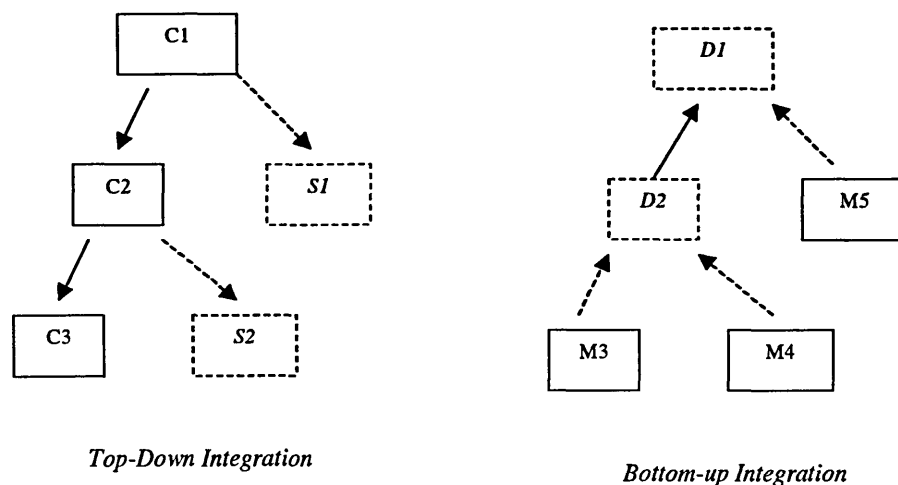 C1
C2
S1
C3
S2
Top-Down Integration
D1
D2
M5
M3
M4
Bottom-up Integration